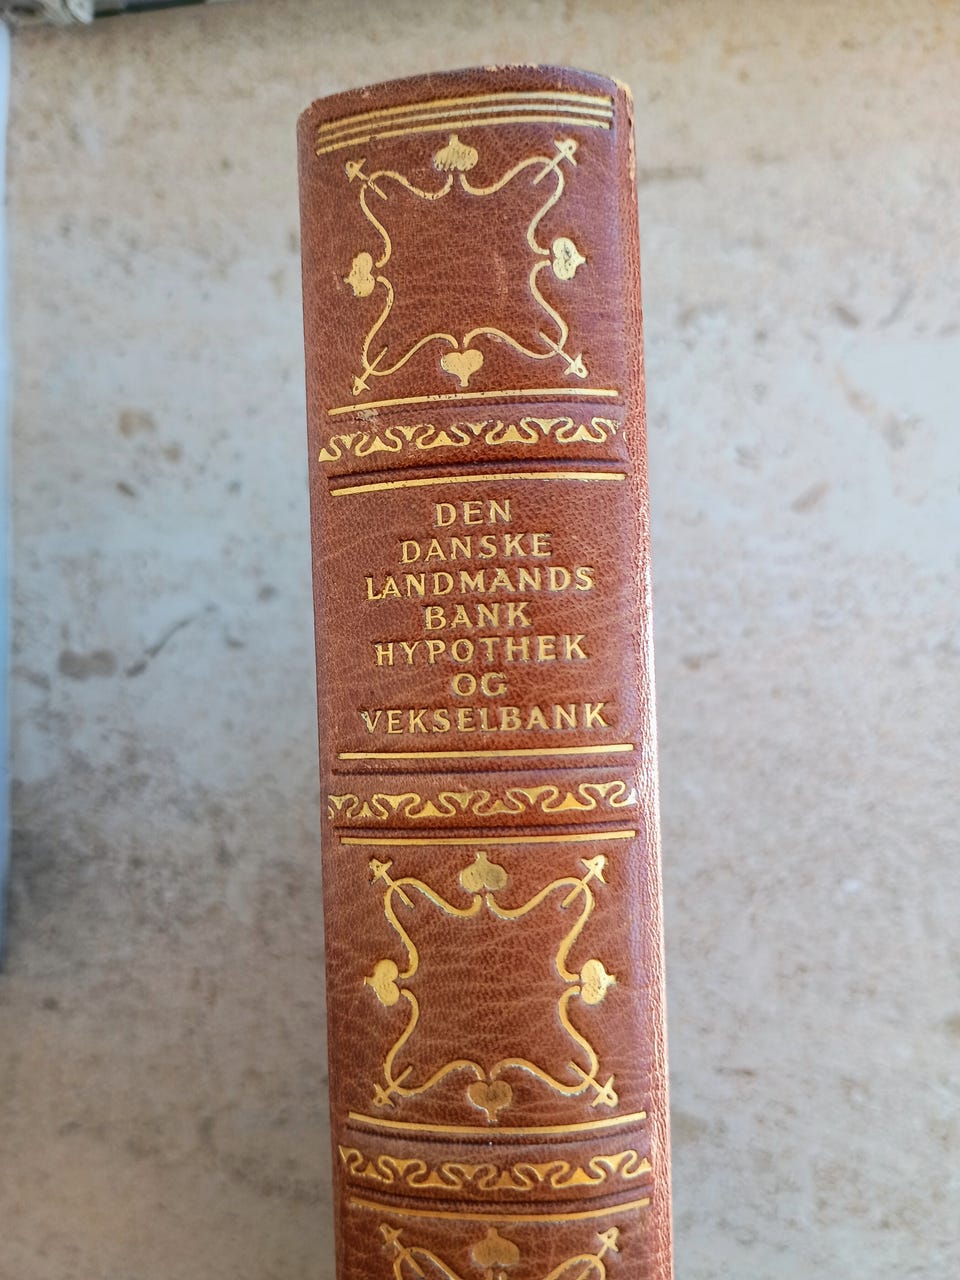 DEN
DANSKE
LANDMANDS
BANK
HYPOTHEK
OG
VEKSELBANK